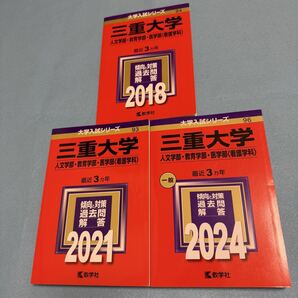 大学入試シリーズ
三重大学
人文学部・教育学部・医学部〈看護学科〉
最近3ヵ年
傾向と対策
過去問
解答
2018
教学社
大学入試シリーズ
93
三重大学
人文学部・教育学部・医学部〈看護学科〉
最近3ヵ年
傾向と対策
過去問
解答
2021
教学社
大学入試シリーズ
96
三重大学
人文学部・教育学部・医学部〈看護学科〉
一般
最近3ヵ年
傾向と対策
過去問
解答
2024
教学社